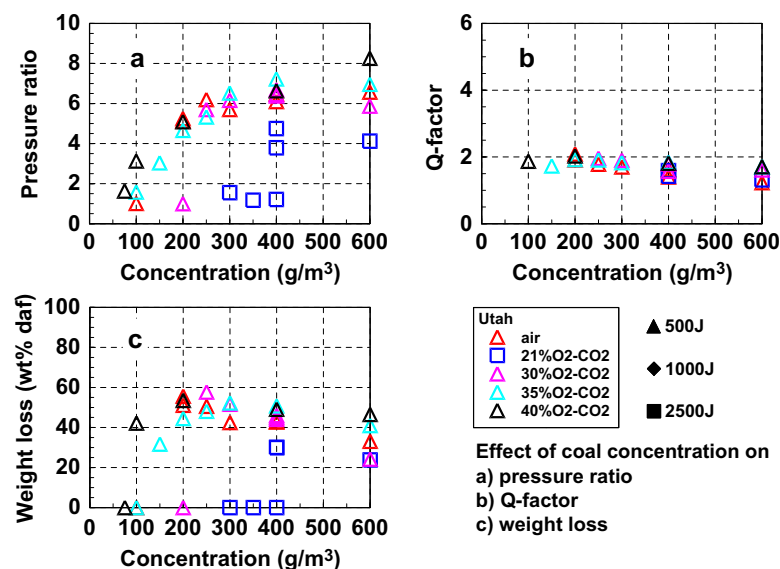 a
Pressure ratio
10
8
6
4
2
0
0 100 200 300 400 500 600
Concentration (g/m³)
b
Q-factor
6
4
2
0
0 100 200 300 400 500 600
Concentration (g/m³)
c
Weight loss (wt% daf)
100
80
60
40
20
0
0 100 200 300 400 500 600
Concentration (g/m³)
Utah
air
21%O2-CO2
30%O2-CO2
35%O2-CO2
40%O2-CO2
500J
1000J
2500J
Effect of coal concentration on
a) pressure ratio
b) Q-factor
c) weight loss